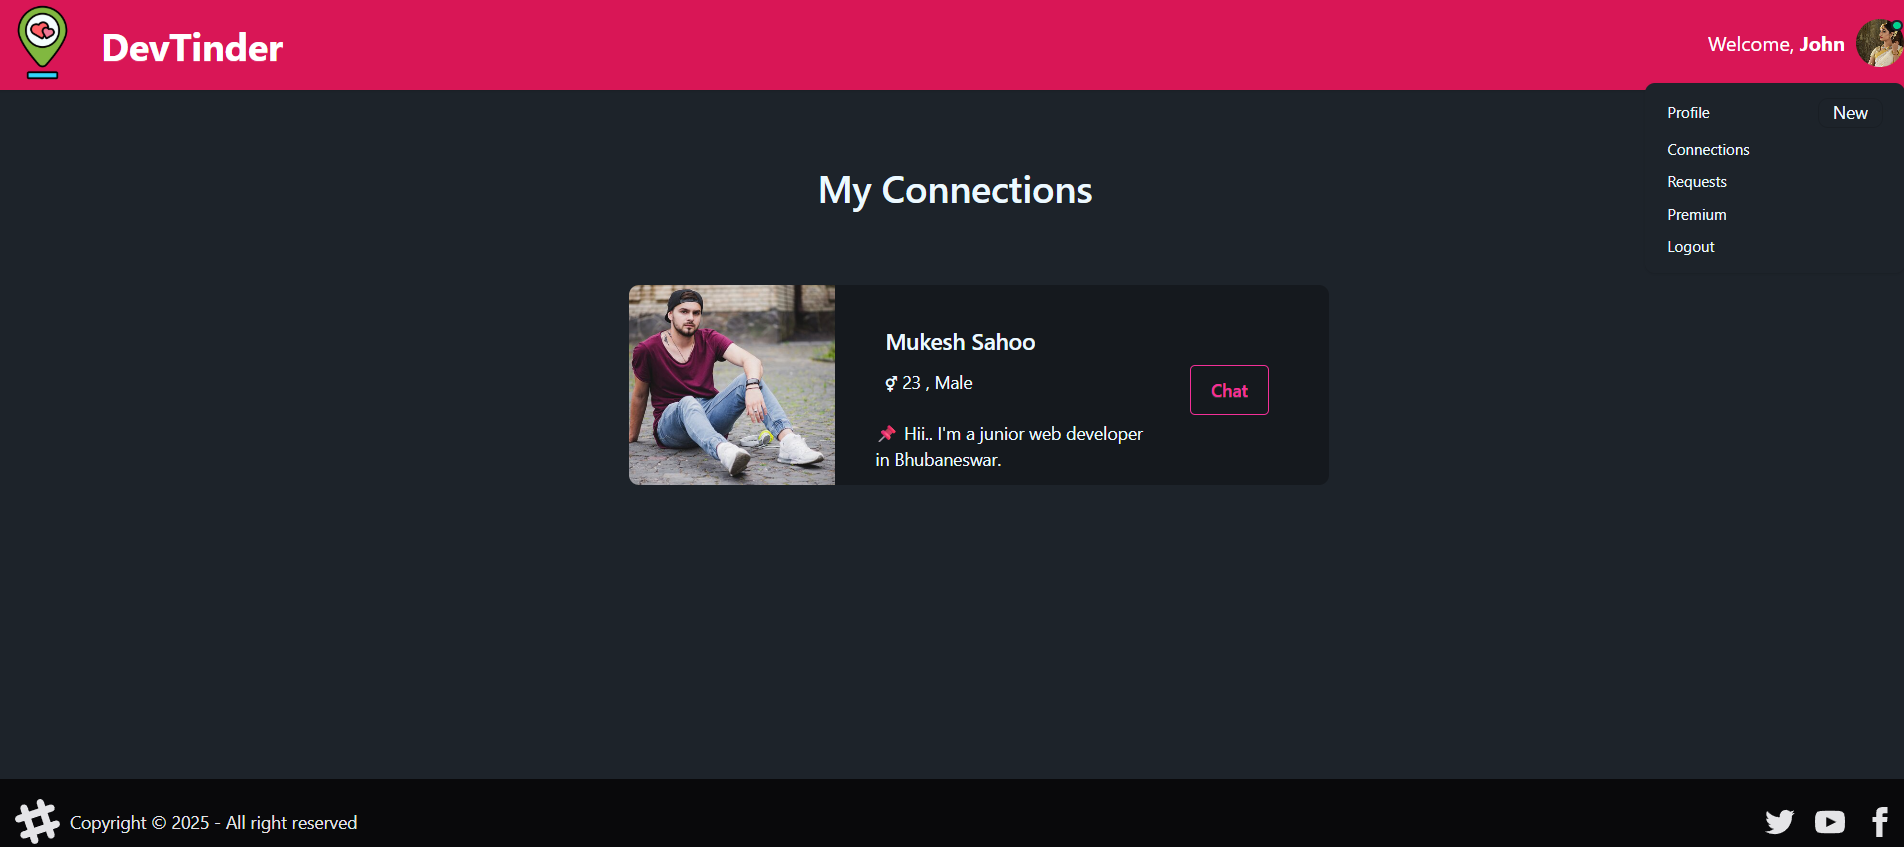 DevTinder
Welcome, John
Profile New
Connections
Requests
Premium
Logout
My Connections
Mukesh Sahoo
⚥ 23 , Male
Chat
📌 Hii.. I'm a junior web developer
in Bhubaneswar.
Copyright © 2025 - All right reserved